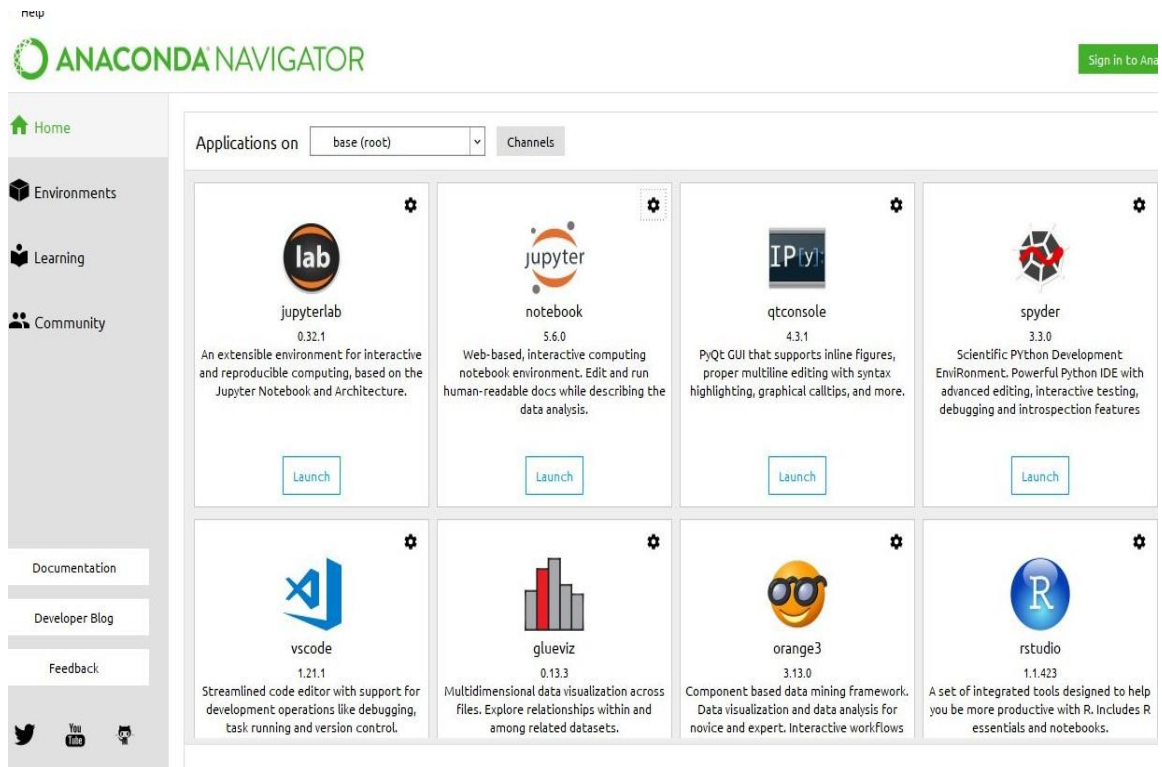 Help
ANACONDA NAVIGATOR
Sign in to Ana
Home
Environments
Learning
Community
Documentation
Developer Blog
Feedback
You
Tube
Applications on
base (root)
Channels
lab
jupyterlab
0.32.1
An extensible environment for interactive
and reproducible computing, based on the
Jupyter Notebook and Architecture.
Launch
jupyter
notebook
5.6.0
Web-based, interactive computing
notebook environment. Edit and run
human-readable docs while describing the
data analysis.
Launch
IP[y]:
qtconsole
4.3.1
PyQt GUI that supports inline figures,
proper multiline editing with syntax
highlighting, graphical calltips, and more.
Launch
spyder
3.3.0
Scientific PYthon Development
EnviRonment. Powerful Python IDE with
advanced editing, interactive testing,
debugging and introspection features
Launch
vscode
1.21.1
Streamlined code editor with support for
development operations like debugging,
task running and version control.
glueviz
0.13.3
Multidimensional data visualization across
files. Explore relationships within and
among related datasets.
orange3
3.13.0
Component based data mining framework.
Data visualization and data analysis for
novice and expert. Interactive workflows
R
rstudio
1.1.423
A set of integrated tools designed to help
you be more productive with R. Includes R
essentials and notebooks.